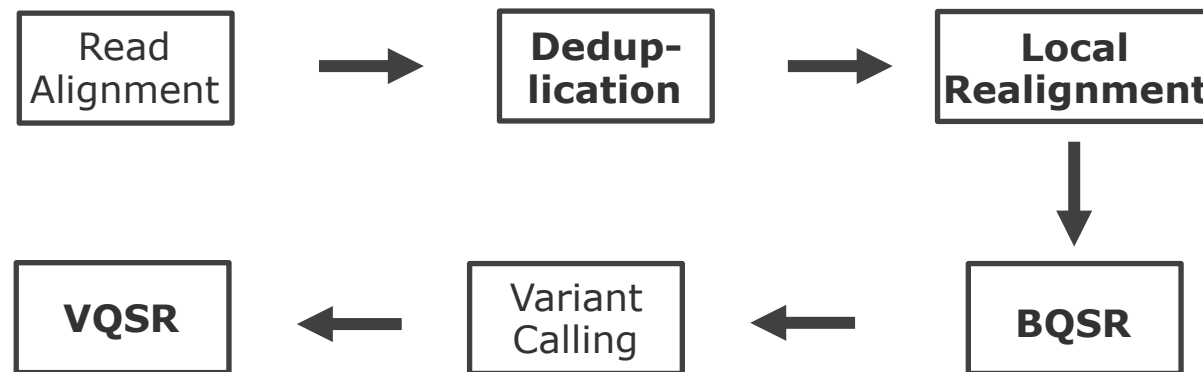 Read
Alignment
Dedup-
lication
Local
Realignment
BQSR
Variant
Calling
VQSR